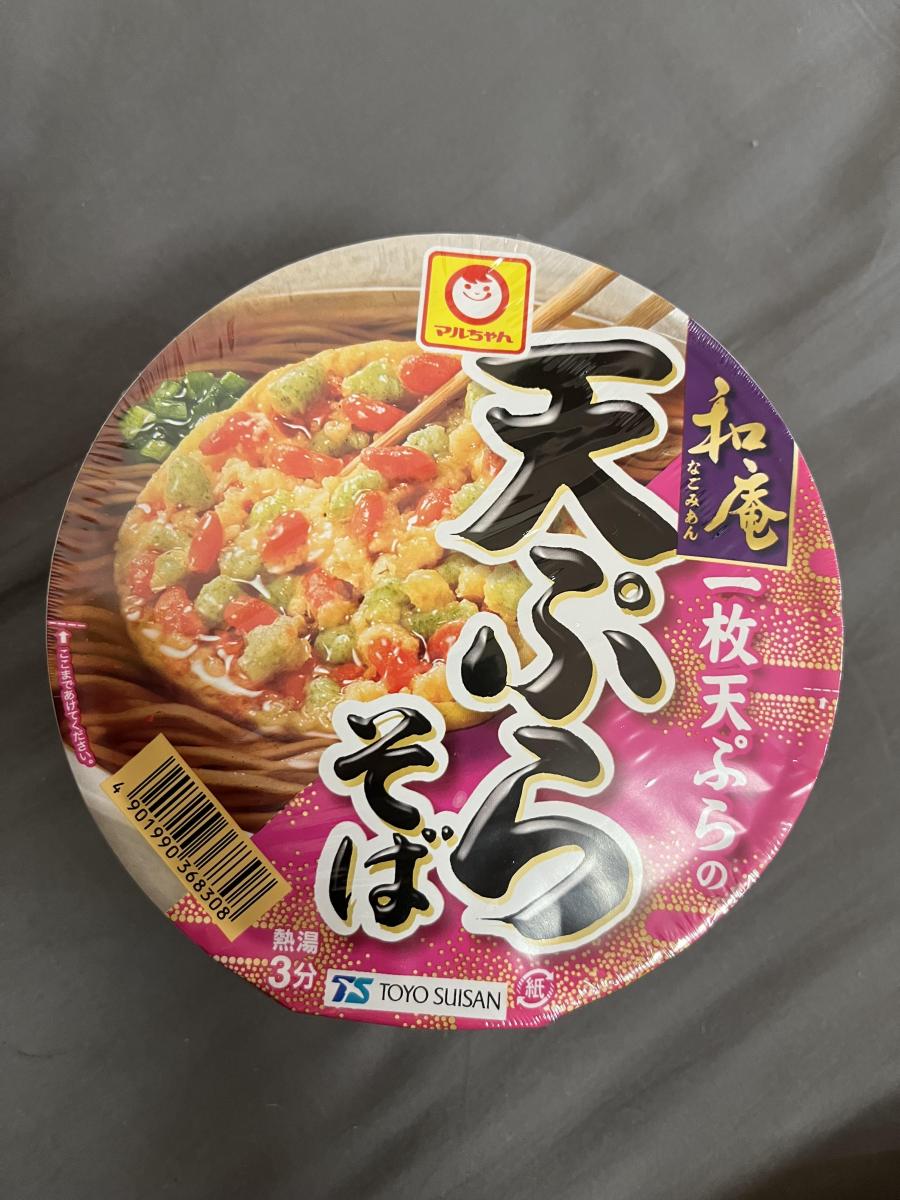 マルちゃん
和庵
なごみあん
一枚天ぷらの
天ぷら
そば
↑ここまであけてください。
4 901990 368308
熱湯
3分
TS TOYO SUISAN
紙